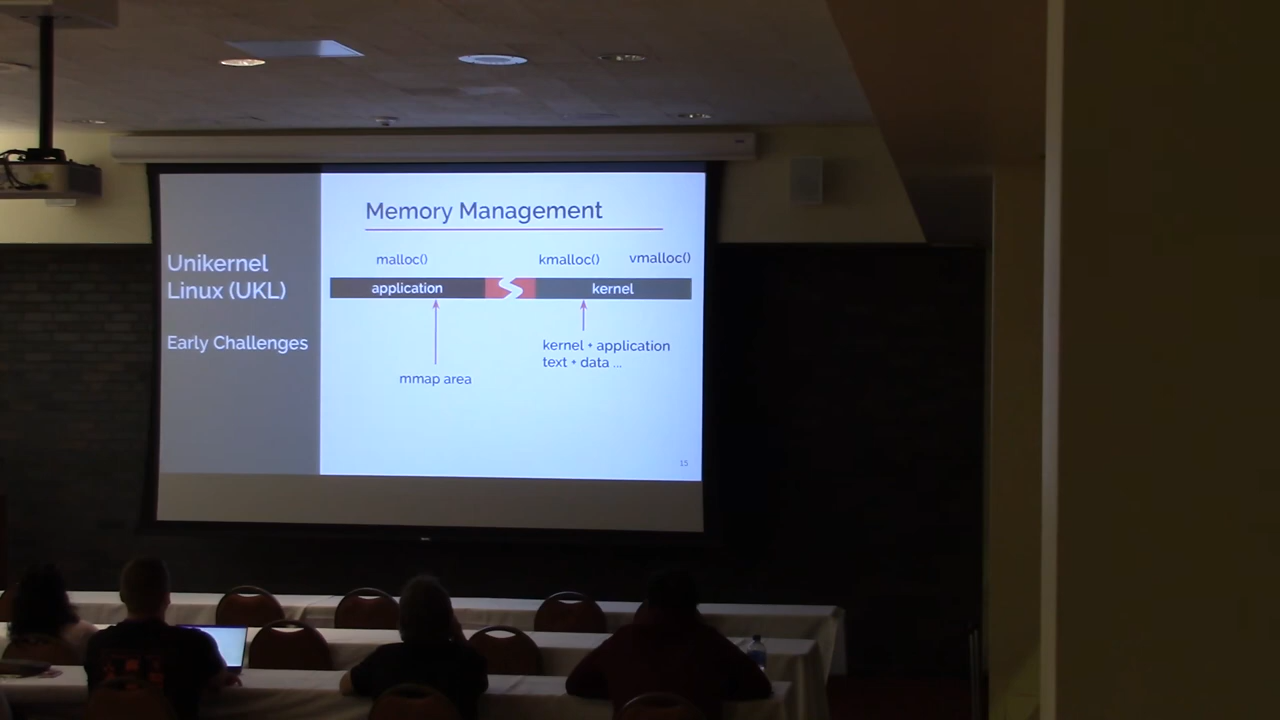 Unikernel
Linux (UKL)
Early Challenges
Memory Management
malloc()
kmalloc()
vmalloc()
application
kernel
mmap area
kernel + application
text + data ...
15